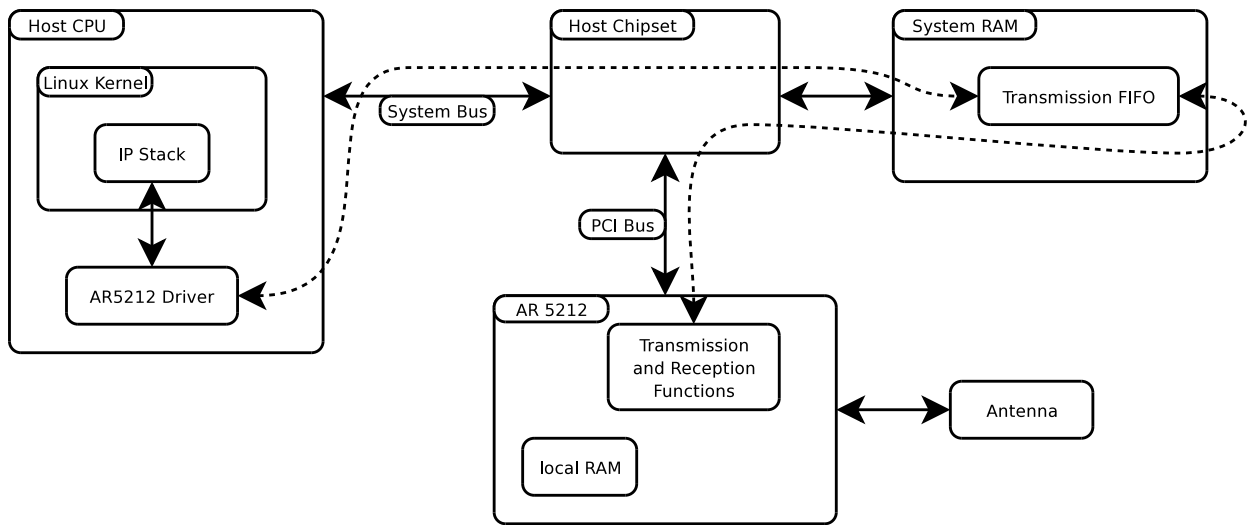 Host CPU
Host Chipset
System RAM
Linux Kernel
Transmission FIFO
System Bus
IP Stack
PCI Bus
AR5212 Driver
AR 5212
Transmission
and Reception
Functions
Antenna
local RAM